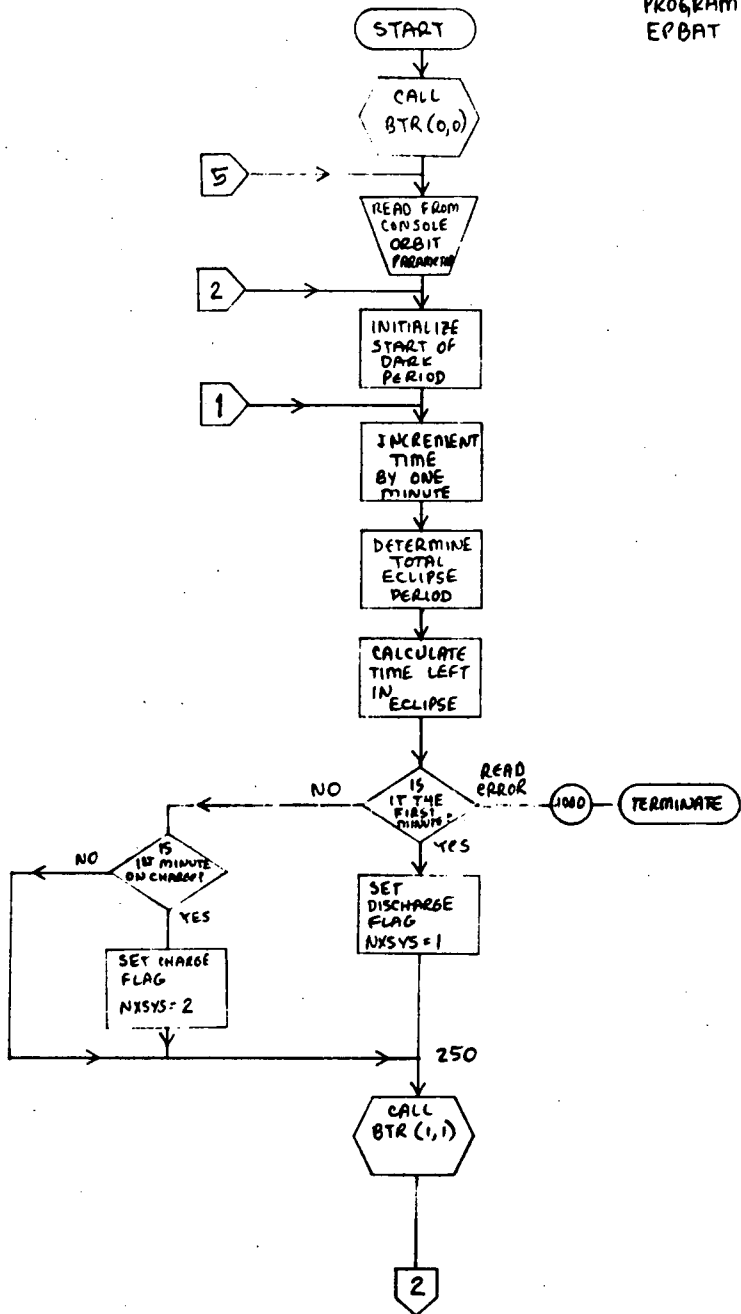 PROGRAM
EPBAT
START
CALL
BTR (0,0)
5
READ FROM
CONSOLE
ORBIT
PARAMETER
2
INITIALIZE
START OF
DARK
PERIOD
1
INCREMENT
TIME
BY ONE
MINUTE
DETERMINE
TOTAL
ECLIPSE
PERIOD
CALCULATE
TIME LEFT
IN
ECLIPSE
IS
IT THE
FIRST
MINUTE?
NO
READ
ERROR
1000
TERMINATE
YES
IS
1ST MINUTE
ON CHARGE?
NO
YES
SET
DISCHARGE
FLAG
NXSYS = 1
SET CHARGE
FLAG
NXSYS = 2
250
CALL
BTR (1,1)
2